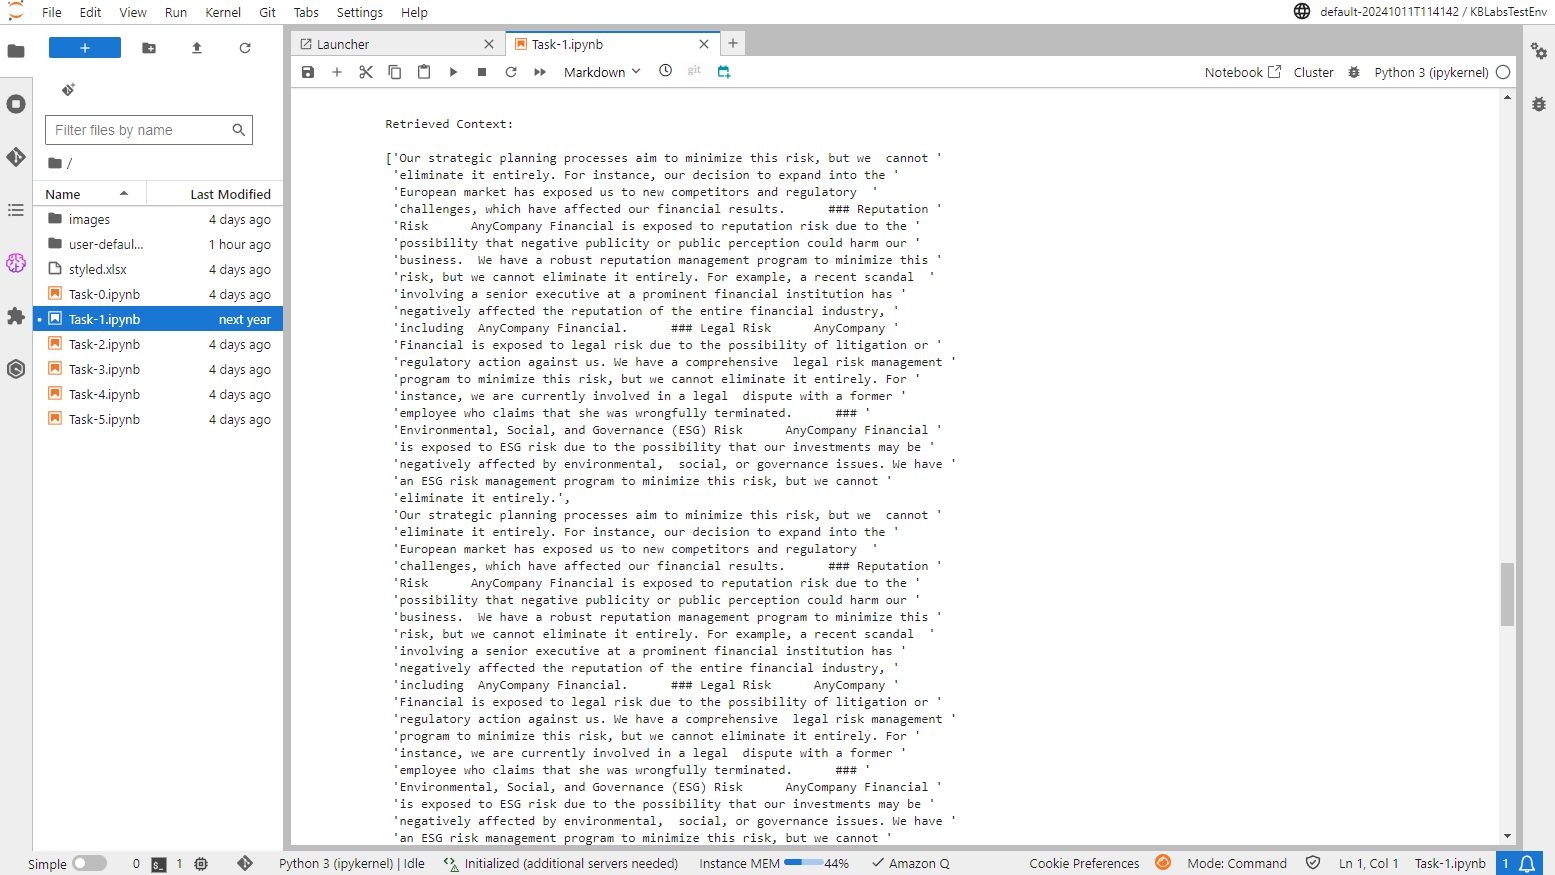 File Edit View Run Kernel Git Tabs Settings Help
default-20241011T114142 / KBLabsTestEnv
+
Launcher
Task-1.ipynb
Markdown
git
Notebook
Cluster
Python 3 (ipykernel)
Filter files by name
/
Name Last Modified
images 4 days ago
user-defaul... 1 hour ago
styled.xlsx 4 days ago
Task-0.ipynb 4 days ago
Task-1.ipynb next year
Task-2.ipynb 4 days ago
Task-3.ipynb 4 days ago
Task-4.ipynb 4 days ago
Task-5.ipynb 4 days ago
Retrieved Context:
['Our strategic planning processes aim to minimize this risk, but we  cannot '
'eliminate it entirely. For instance, our decision to expand into the '
'European market has exposed us to new competitors and regulatory  '
'challenges, which have affected our financial results.      ### Reputation '
'Risk      AnyCompany Financial is exposed to reputation risk due to the '
'possibility that negative publicity or public perception could harm our '
'business.  We have a robust reputation management program to minimize this '
'risk, but we cannot eliminate it entirely. For example, a recent scandal  '
'involving a senior executive at a prominent financial institution has '
'negatively affected the reputation of the entire financial industry, '
'including  AnyCompany Financial.      ### Legal Risk      AnyCompany '
'Financial is exposed to legal risk due to the possibility of litigation or '
'regulatory action against us. We have a comprehensive  legal risk management '
'program to minimize this risk, but we cannot eliminate it entirely. For '
'instance, we are currently involved in a legal  dispute with a former '
'employee who claims that she was wrongfully terminated.      ### '
'Environmental, Social, and Governance (ESG) Risk      AnyCompany Financial '
'is exposed to ESG risk due to the possibility that our investments may be '
'negatively affected by environmental,  social, or governance issues. We have '
'an ESG risk management program to minimize this risk, but we cannot '
'eliminate it entirely.',
'Our strategic planning processes aim to minimize this risk, but we  cannot '
'eliminate it entirely. For instance, our decision to expand into the '
'European market has exposed us to new competitors and regulatory  '
'challenges, which have affected our financial results.      ### Reputation '
'Risk      AnyCompany Financial is exposed to reputation risk due to the '
'possibility that negative publicity or public perception could harm our '
'business.  We have a robust reputation management program to minimize this '
'risk, but we cannot eliminate it entirely. For example, a recent scandal  '
'involving a senior executive at a prominent financial institution has '
'negatively affected the reputation of the entire financial industry, '
'including  AnyCompany Financial.      ### Legal Risk      AnyCompany '
'Financial is exposed to legal risk due to the possibility of litigation or '
'regulatory action against us. We have a comprehensive  legal risk management '
'program to minimize this risk, but we cannot eliminate it entirely. For '
'instance, we are currently involved in a legal  dispute with a former '
'employee who claims that she was wrongfully terminated.      ### '
'Environmental, Social, and Governance (ESG) Risk      AnyCompany Financial '
'is exposed to ESG risk due to the possibility that our investments may be '
'negatively affected by environmental,  social, or governance issues. We have '
'an ESG risk management program to minimize this risk, but we cannot '
Simple 0 1 Python 3 (ipykernel) | Idle Initialized (additional servers needed) Instance MEM 44% Amazon Q Cookie Preferences Mode: Command Ln 1, Col 1 Task-1.ipynb 1